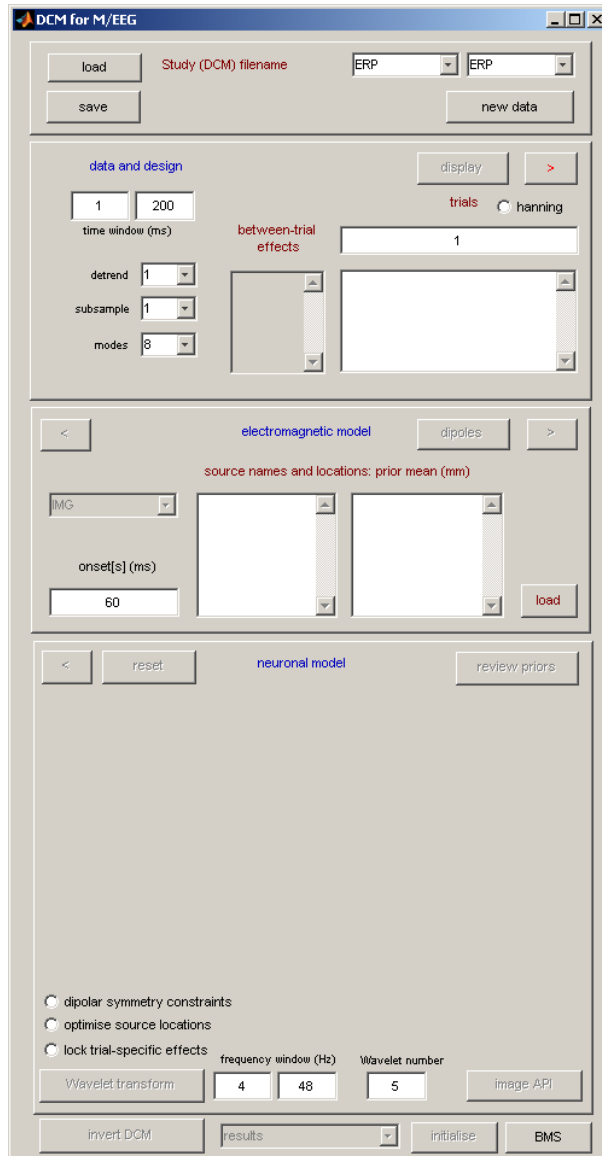 DCM for M/EEG
load Study (DCM) filename ERP ERP
save new data
data and design display >
trials hanning
1 200
time window (ms) between-trial effects 1
detrend 1
subsample 1
modes 8
< electromagnetic model dipoles >
source names and locations: prior mean (mm)
IMG
onset[s] (ms)
60 load
< reset neuronal model review priors
dipolar symmetry constraints
optimise source locations
lock trial-specific effects frequency window (Hz) Wavelet number
Wavelet transform 4 48 5 image API
invert DCM results initialise BMS